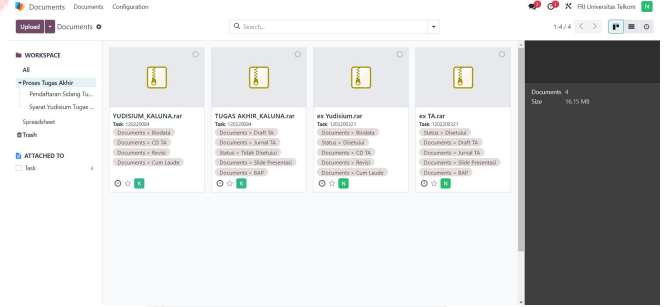 Documents Documents Configuration
FRI Universitas Telkom N
Upload Documents
Search...
1-4 / 4
WORKSPACE
All
Proses Tugas Akhir
Pendaftaran Sidang Tu...
Syarat Yudisium Tugas ...
Spreadsheet
Trash
ATTACHED TO
Task 4
YUDISIUM_KALUNA.rar
Task: 120220084
Documents > Biodata
Documents > CD TA
Documents > Revisi
Documents > Cum Laude
K
TUGAS AKHIR_KALUNA.rar
Task: 120220084
Documents > Draft TA
Documents > Jurnal TA
Status > Tidak Disetujui
Documents > Slide Presentasi
Documents > BAP
K
ex Yudisium.rar
Task: 1202200321
Documents > Biodata
Status > Disetujui
Documents > CD TA
Documents > Revisi
Documents > Cum Laude
N
ex TA.rar
Task: 1202200321
Status > Disetujui
Documents > Draft TA
Documents > Jurnal TA
Documents > Slide Presentasi
Documents > BAP
N
Documents 4
Size 16.15 MB